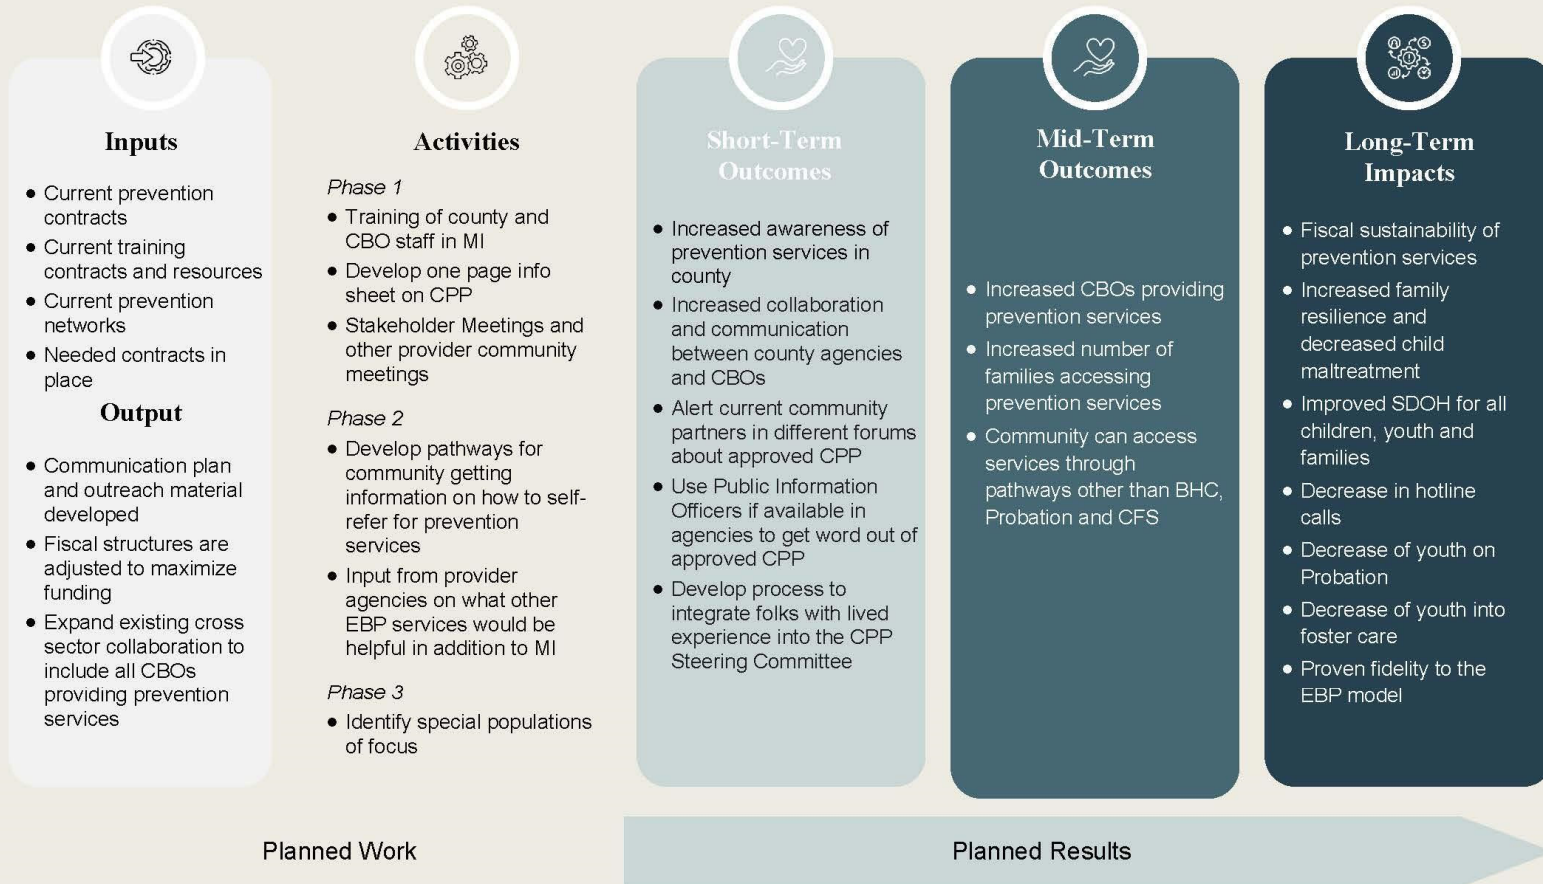 Inputs
● Current prevention
contracts
● Current training
contracts and resources
● Current prevention
networks
● Needed contracts in
place
Output
● Communication plan
and outreach material
developed
● Fiscal structures are
adjusted to maximize
funding
● Expand existing cross
sector collaboration to
include all CBOs
providing prevention
services
Activities
Phase 1
● Training of county and
CBO staff in MI
● Develop one page info
sheet on CPP
● Stakeholder Meetings and
other provider community
meetings
Phase 2
● Develop pathways for
community getting
information on how to self-
refer for prevention
services
● Input from provider
agencies on what other
EBP services would be
helpful in addition to MI
Phase 3
● Identify special populations
of focus
Short-Term
Outcomes
● Increased awareness of
prevention services in
county
● Increased collaboration
and communication
between county agencies
and CBOs
● Alert current community
partners in different forums
about approved CPP
● Use Public Information
Officers if available in
agencies to get word out of
approved CPP
● Develop process to
integrate folks with lived
experience into the CPP
Steering Committee
Mid-Term
Outcomes
● Increased CBOs providing
prevention services
● Increased number of
families accessing
prevention services
● Community can access
services through
pathways other than BHC,
Probation and CFS
Long-Term
Impacts
● Fiscal sustainability of
prevention services
● Increased family
resilience and
decreased child
maltreatment
● Improved SDOH for all
children, youth and
families
● Decrease in hotline
calls
● Decrease of youth on
Probation
● Decrease of youth into
foster care
● Proven fidelity to the
EBP model
Planned Work
Planned Results